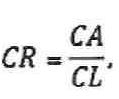 CR = CA / CL.